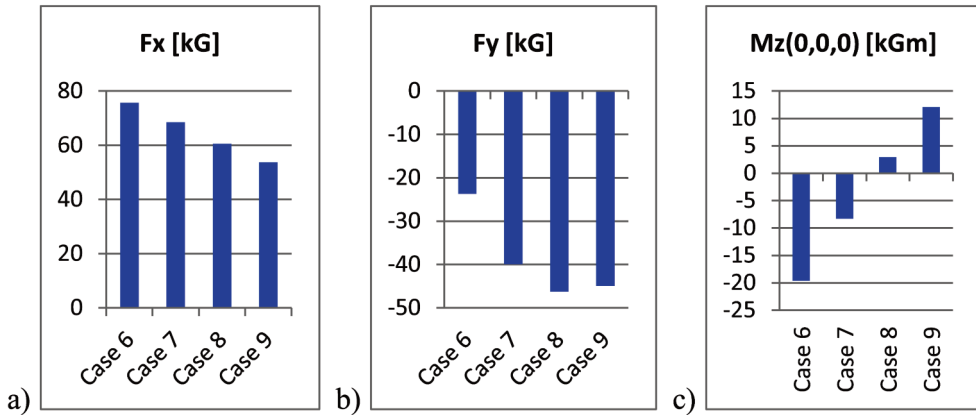 a)
Fx [kG]
80
60
40
20
0
Case 6
Case 7
Case 8
Case 9
b)
Fy [kG]
0
-10
-20
-30
-40
-50
Case 6
Case 7
Case 8
Case 9
c)
Mz(0,0,0) [kGm]
15
10
5
0
-5
-10
-15
-20
-25
Case 6
Case 7
Case 8
Case 9